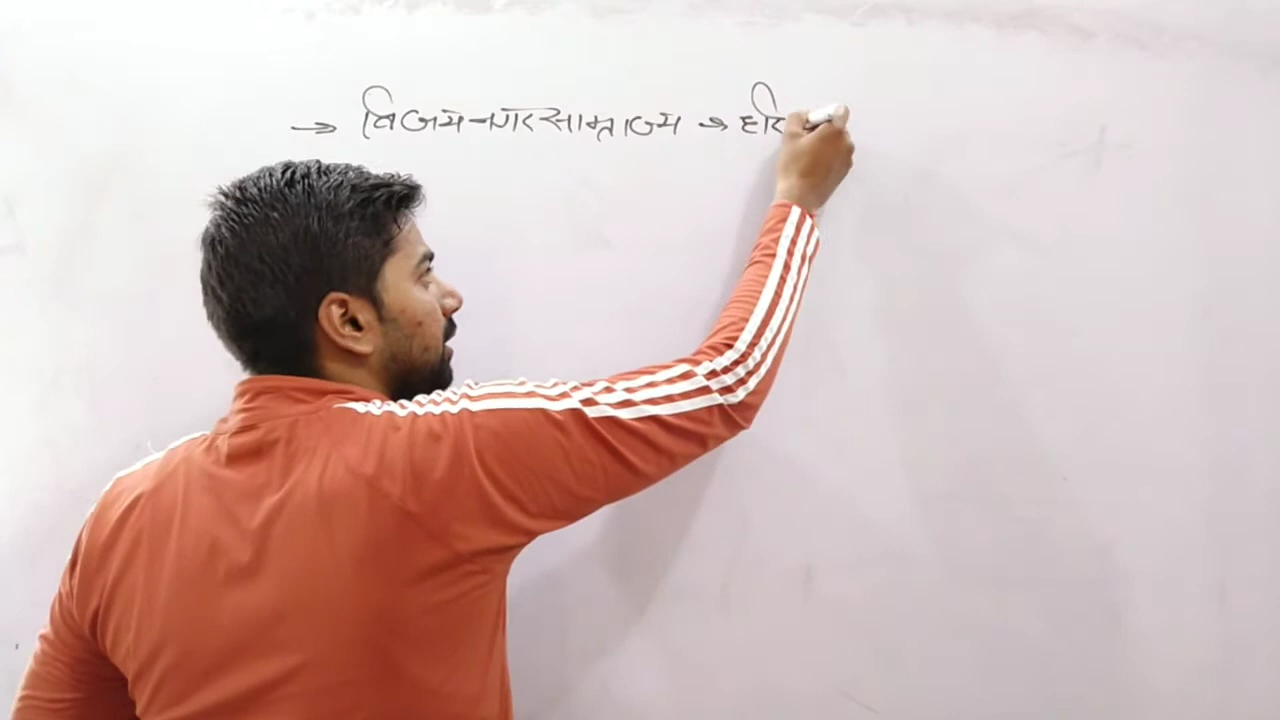 → विजयनगर साम्राज्य → हरि